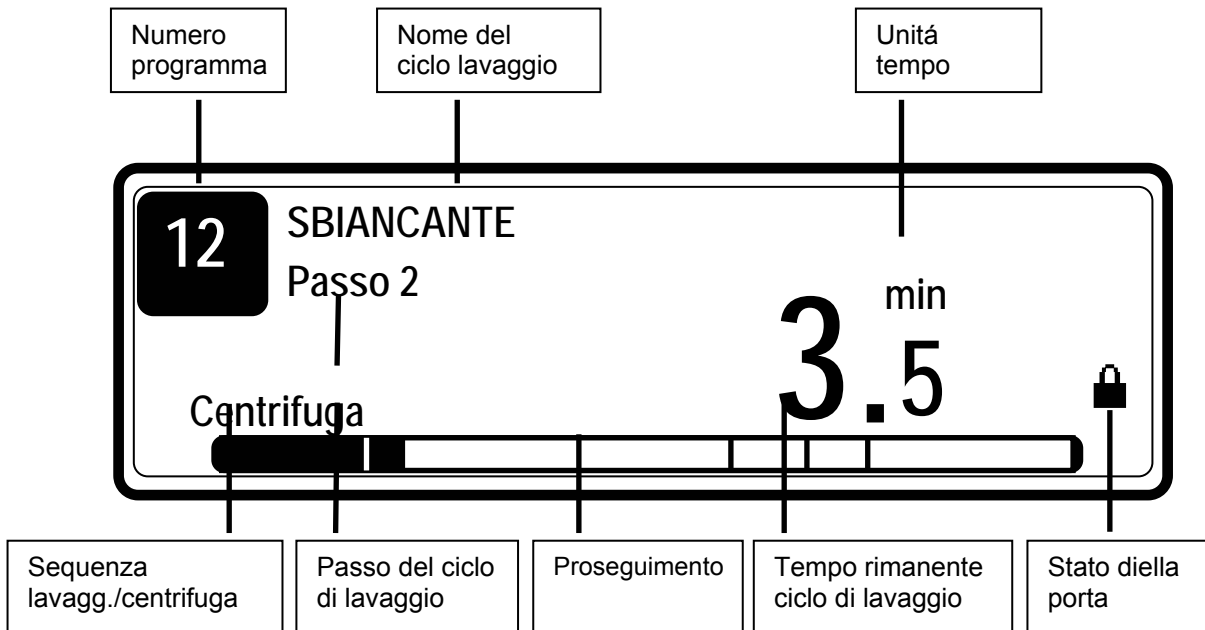 Numero
programma
Nome del
ciclo lavaggio
Unitá
tempo
12
SBIANCANTE
Passo 2
min
3.5
Centrifuga
Sequenza
lavagg./centrifuga
Passo del ciclo
di lavaggio
Proseguimento
Tempo rimanente
ciclo di lavaggio
Stato diella
porta